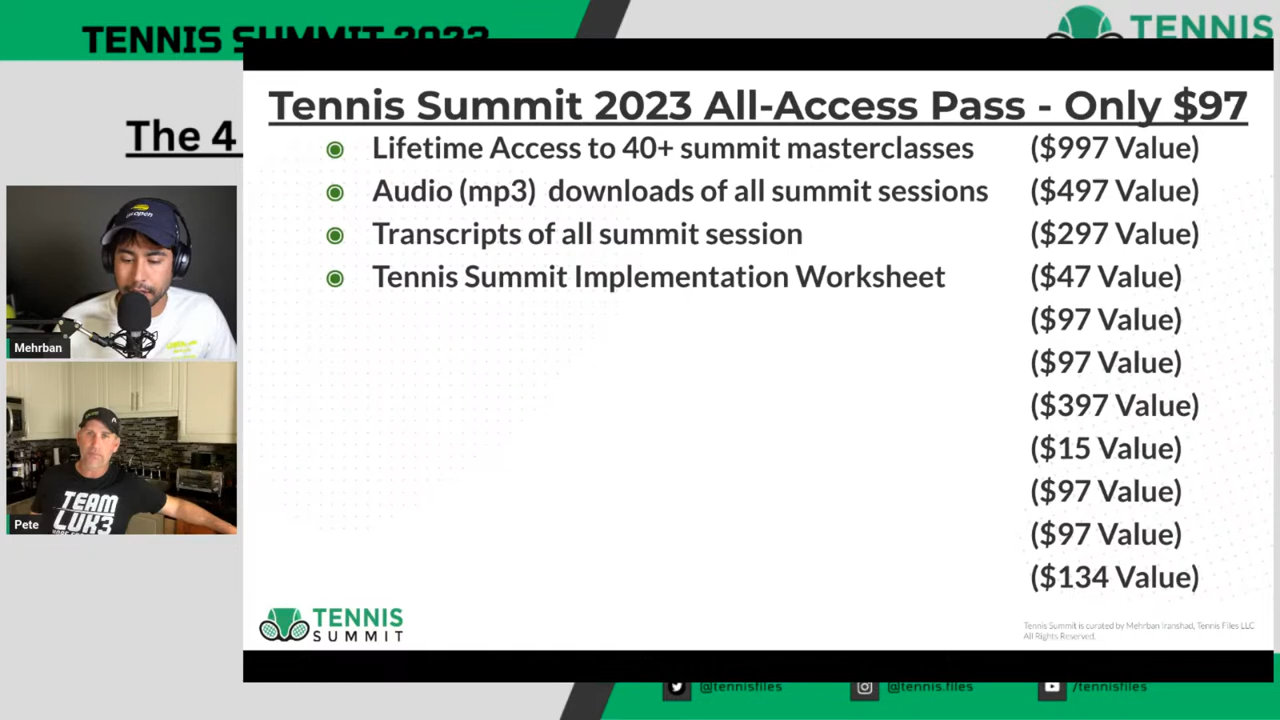 TENNIS SUMMIT 2023
TENNIS
The 4
Tennis Summit 2023 All-Access Pass - Only $97
Lifetime Access to 40+ summit masterclasses ($997 Value)
Audio (mp3) downloads of all summit sessions ($497 Value)
Transcripts of all summit session ($297 Value)
Tennis Summit Implementation Worksheet ($47 Value)
($97 Value)
($97 Value)
($397 Value)
($15 Value)
($97 Value)
($97 Value)
($134 Value)
Mehrban
TEAM
LUK3
Pete
TENNIS
SUMMIT
Tennis Summit is curated by Mehrban Iranshad, Tennis Files LLC
All Rights Reserved.
@tennisfiles
@tennis.files
/tennisfiles